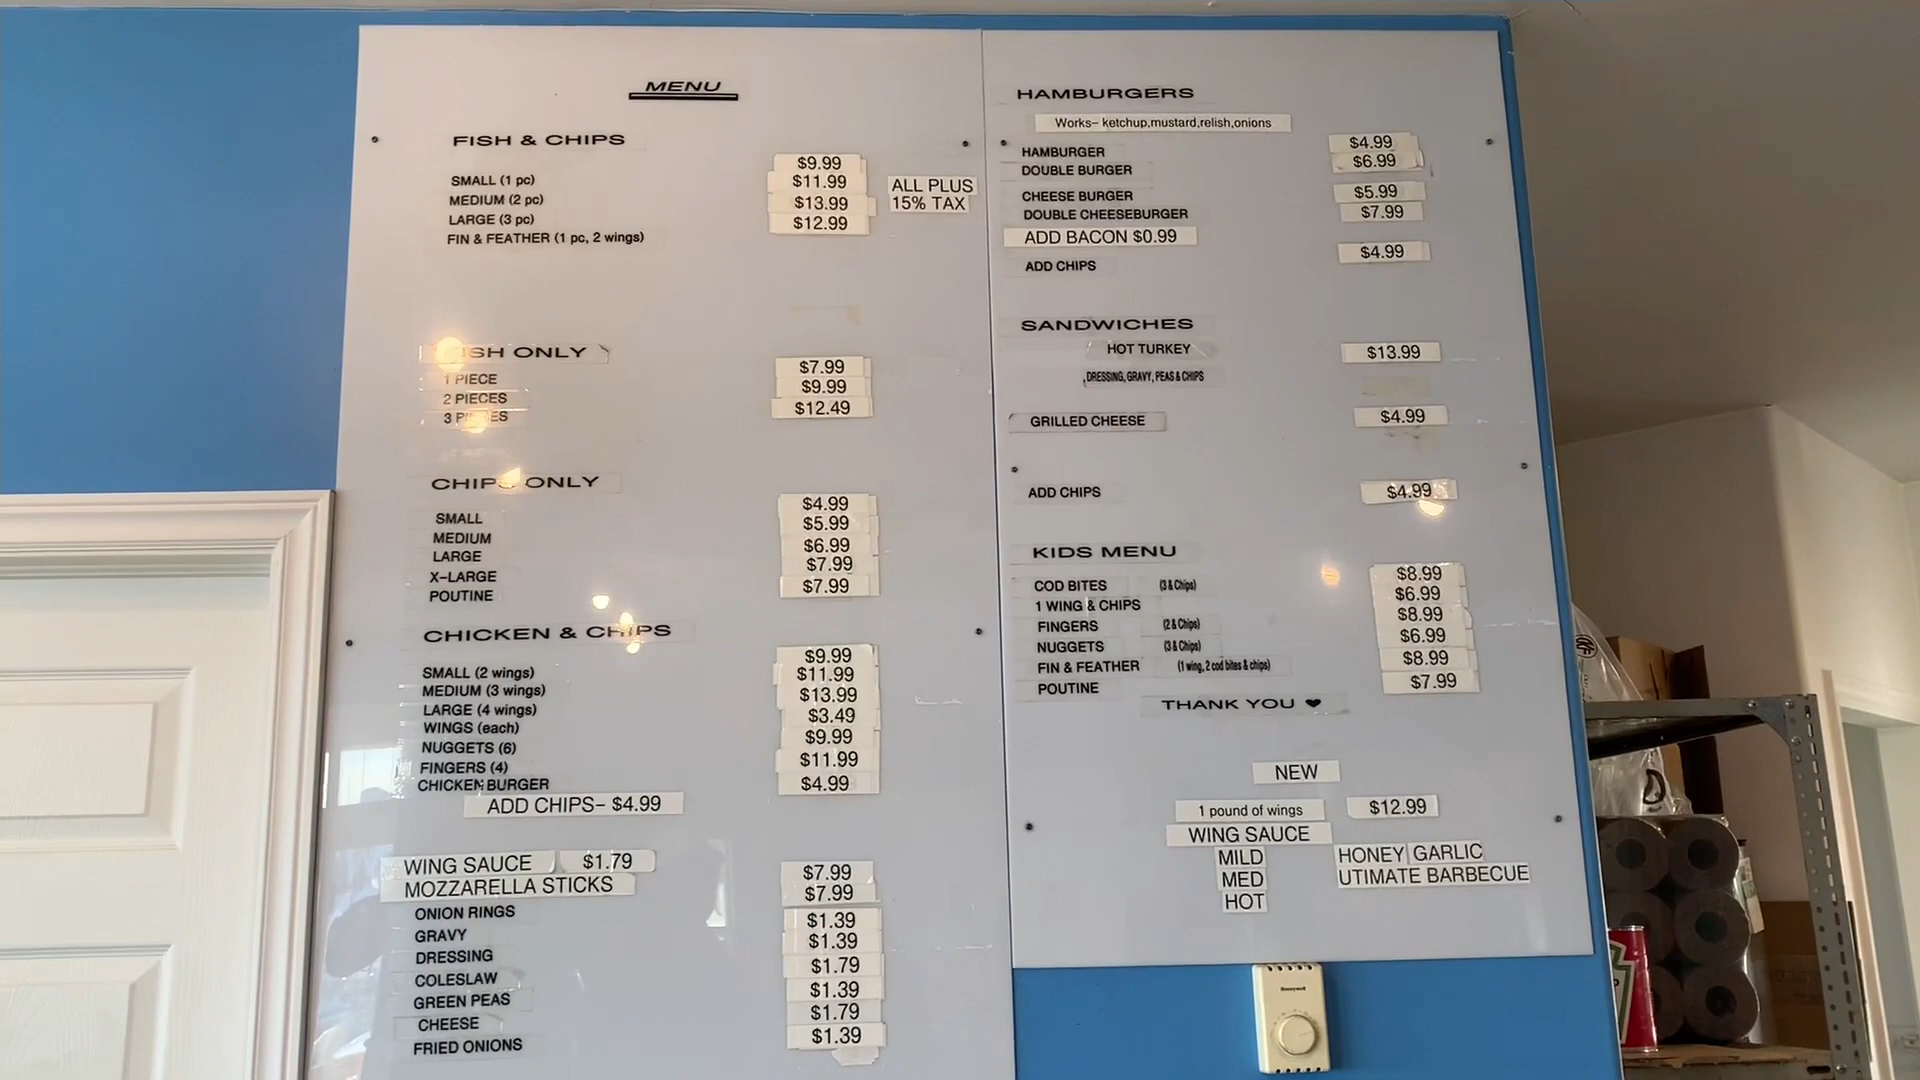 MENU
FISH & CHIPS
SMALL (1 pc) $9.99
MEDIUM (2 pc) $11.99
LARGE (3 pc) $13.99
FIN & FEATHER (1 pc, 2 wings) $12.99
ALL PLUS
15% TAX
FISH ONLY
1 PIECE $7.99
2 PIECES $9.99
3 PIECES $12.49
CHIPS ONLY
SMALL $4.99
MEDIUM $5.99
LARGE $6.99
X-LARGE $7.99
POUTINE $7.99
CHICKEN & CHIPS
SMALL (2 wings) $9.99
MEDIUM (3 wings) $11.99
LARGE (4 wings) $13.99
WINGS (each) $3.49
NUGGETS (6) $9.99
FINGERS (4) $11.99
CHICKEN BURGER $4.99
ADD CHIPS- $4.99
WING SAUCE $1.79
MOZZARELLA STICKS $7.99
ONION RINGS $7.99
GRAVY $1.39
DRESSING $1.39
COLESLAW $1.79
GREEN PEAS $1.39
CHEESE $1.79
FRIED ONIONS $1.39
HAMBURGERS
Works- ketchup,mustard,relish,onions
HAMBURGER $4.99
DOUBLE BURGER $6.99
CHEESE BURGER $5.99
DOUBLE CHEESEBURGER $7.99
ADD BACON $0.99
ADD CHIPS $4.99
SANDWICHES
HOT TURKEY $13.99
DRESSING, GRAVY, PEAS & CHIPS
GRILLED CHEESE $4.99
ADD CHIPS $4.99
KIDS MENU
COD BITES (3 & Chips) $8.99
1 WING & CHIPS $6.99
FINGERS (2 & Chips) $8.99
NUGGETS (3 & Chips) $6.99
FIN & FEATHER (1 wing, 2 cod bites & chips) $8.99
POUTINE $7.99
THANK YOU ♥
NEW
1 pound of wings $12.99
WING SAUCE
MILD HONEY GARLIC
MED UTIMATE BARBECUE
HOT
Honeywell